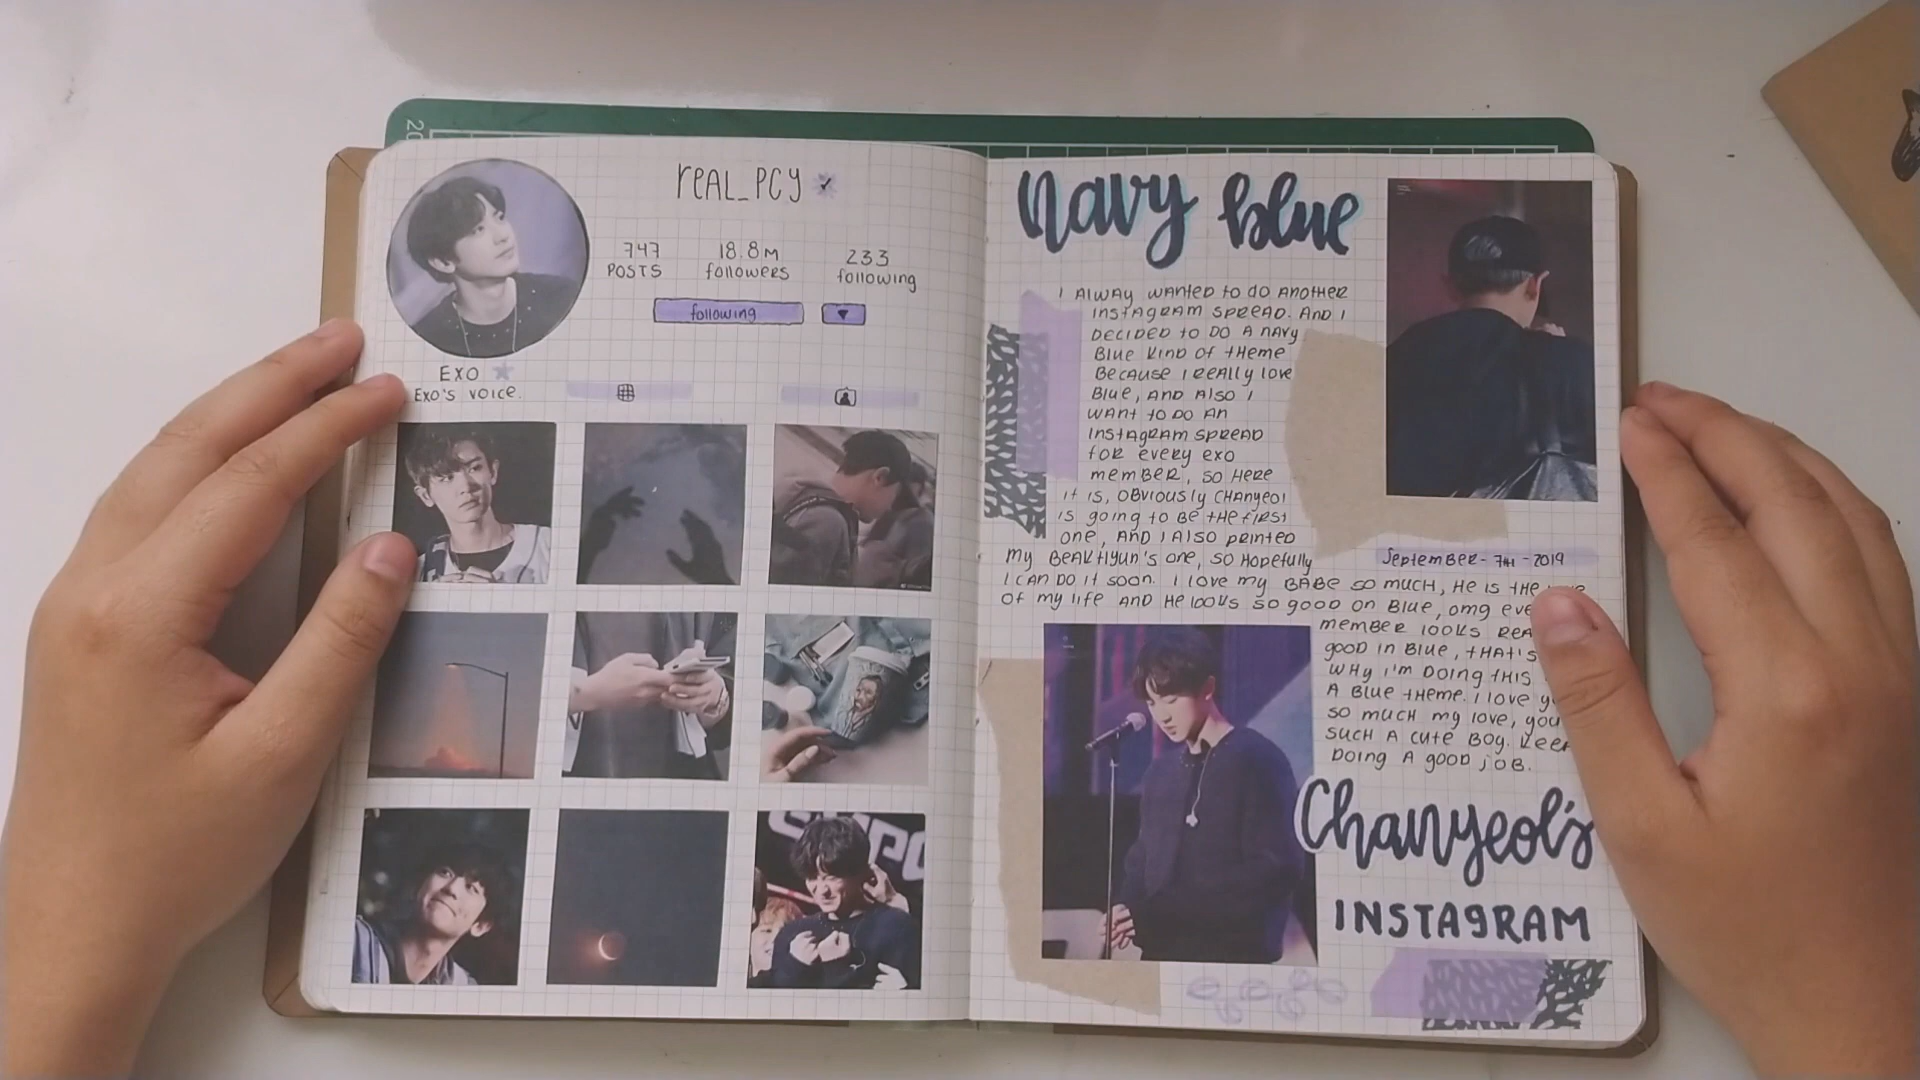 real_pcy
747 18.8M 233
POSTS followers following
following
EXO
EXO's voice.
Navy blue
I Alway wanted to do another
instagram spread. And I
decided to do a navy
blue kind of theme
because I really love
blue, and also I
want to do an
instagram spread
for every exo
member, so here
it is, obviously chanyeol
is going to be the first
one, and I also printed
my Beakhyun's one, so hopefully
I can do it soon. I love my babe so much, he is the
of my life and he looks so good on blue, omg
member looks
good in blue, that's
why I'm doing this
a blue theme. I love
so much my love, you
such a cute boy.
doing a good job.
September - 7th - 2019
Chanyeol's
INSTAGRAM
20